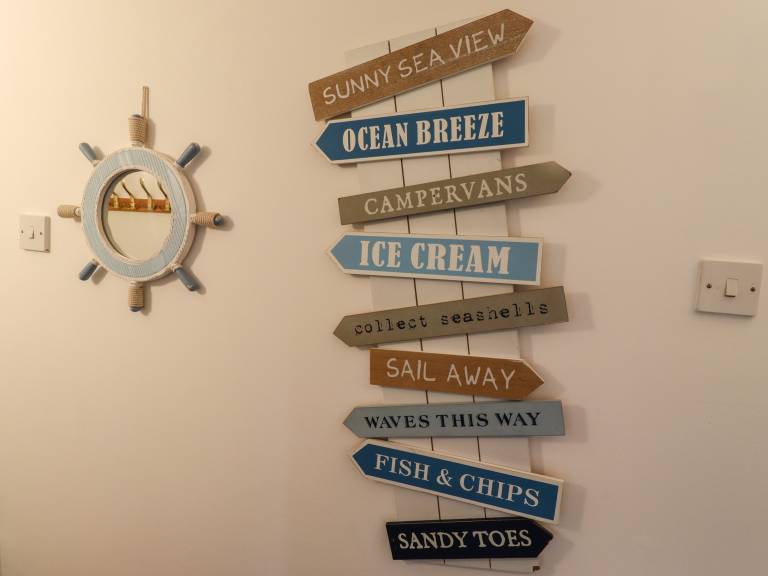 SUNNY SEA VIEW
OCEAN BREEZE
CAMPERVANS
ICE CREAM
collect seashells
SAIL AWAY
WAVES THIS WAY
FISH & CHIPS
SANDY TOES